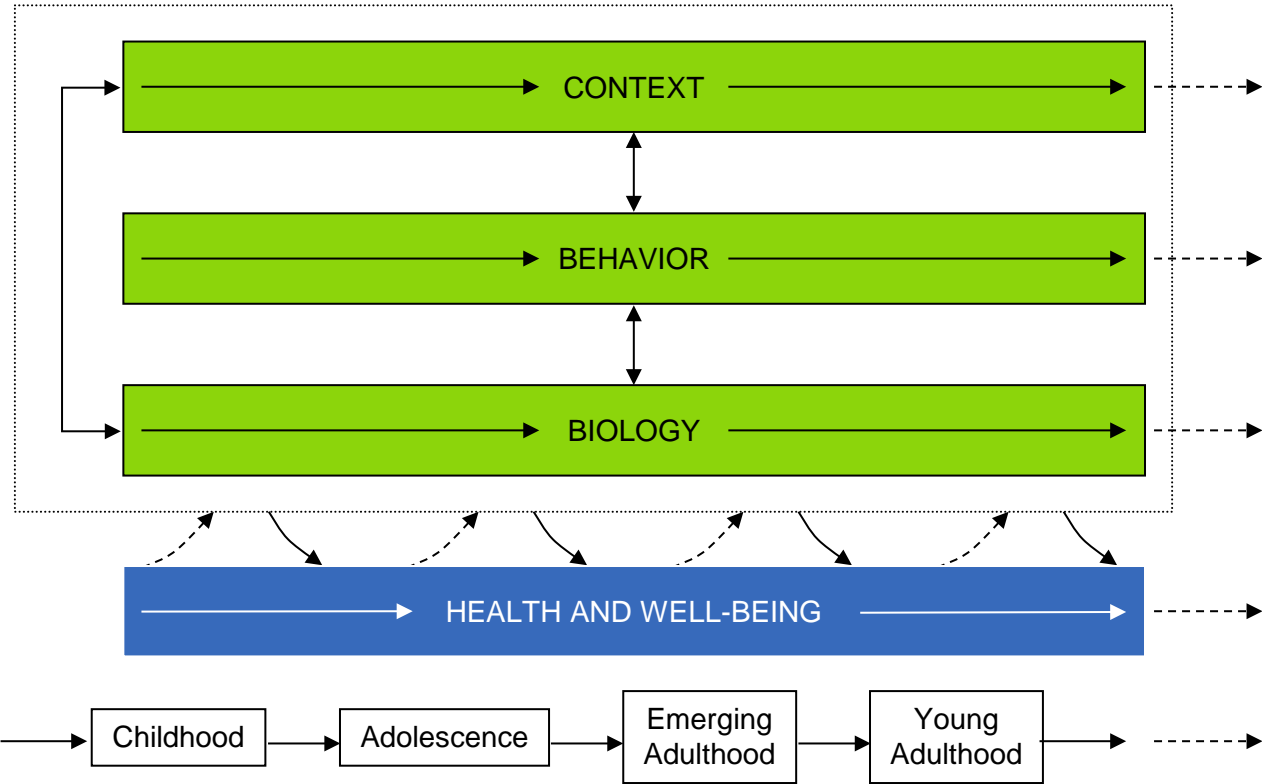 CONTEXT
BEHAVIOR
BIOLOGY
HEALTH AND WELL-BEING
Childhood
Adolescence
Emerging
Adulthood
Young
Adulthood